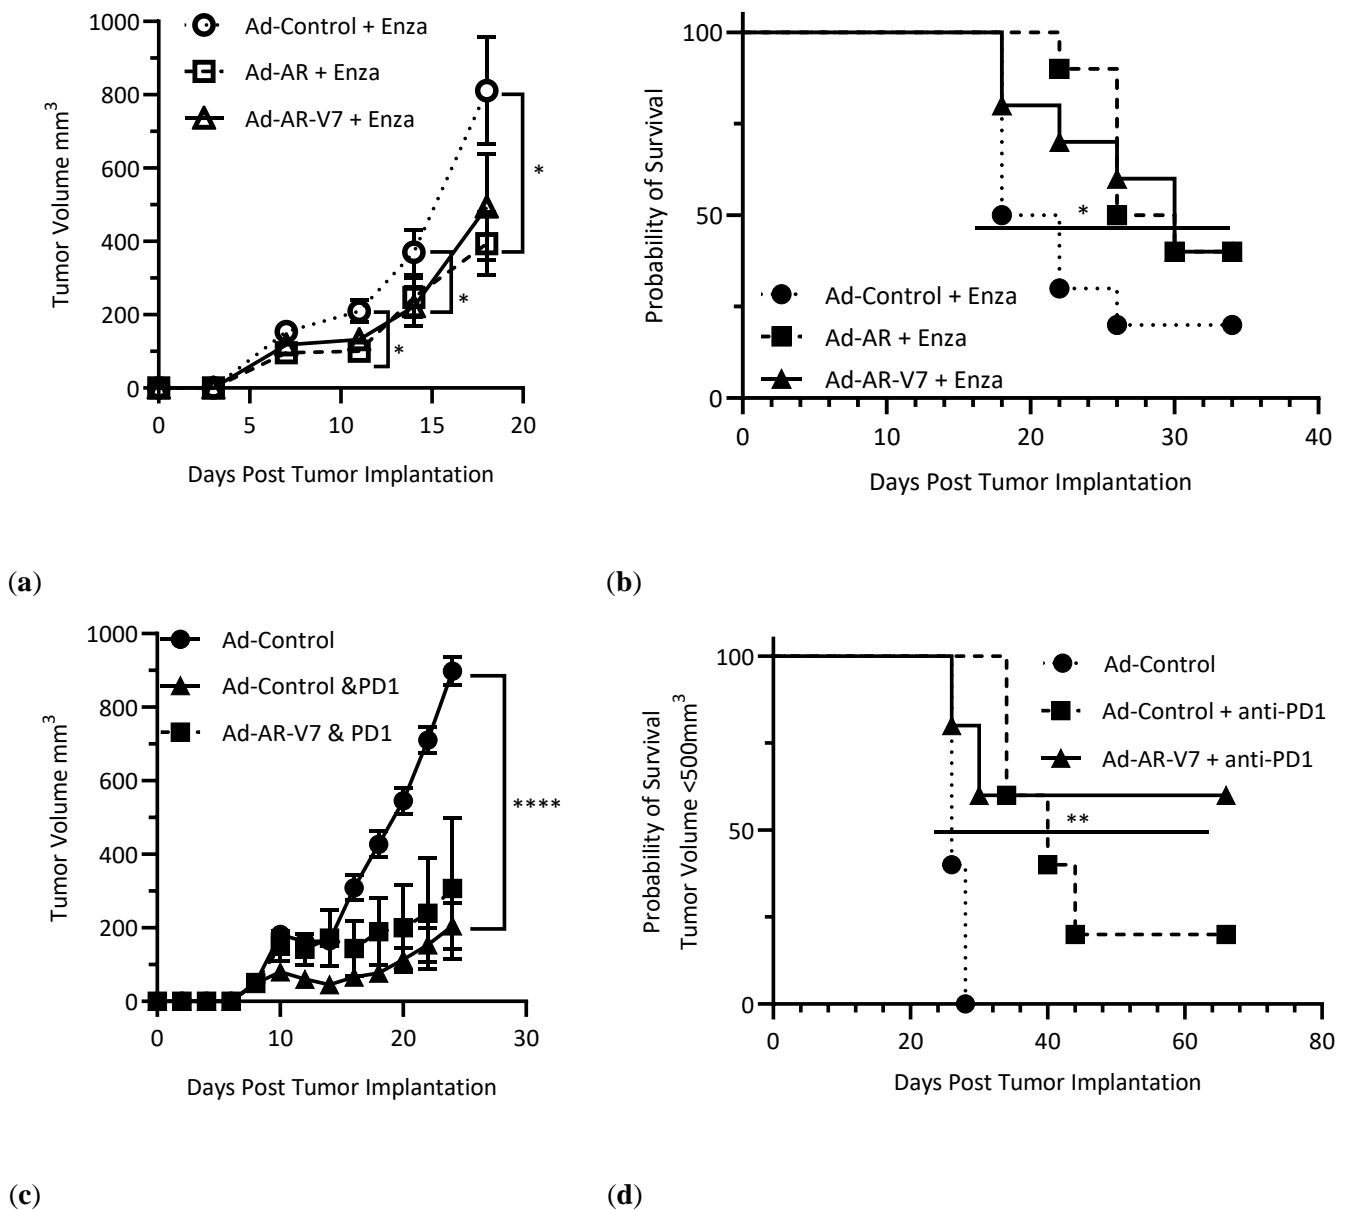 1000
800
600
400
200
0
Tumor Volume mm3
Ad-Control + Enza
Ad-AR + Enza
Ad-AR-V7 + Enza
*
*
*
0 5 10 15 20
Days Post Tumor Implantation
(a)
100
50
0
Probability of Survival
*
Ad-Control + Enza
Ad-AR + Enza
Ad-AR-V7 + Enza
0 10 20 30 40
Days Post Tumor Implantation
(b)
1000
800
600
400
200
0
Tumor Volume mm3
Ad-Control
Ad-Control &PD1
Ad-AR-V7 & PD1
****
0 10 20 30
Days Post Tumor Implantation
(c)
100
50
0
Probability of Survival
Tumor Volume <500mm3
Ad-Control
Ad-Control + anti-PD1
Ad-AR-V7 + anti-PD1
**
0 20 40 60 80
Days Post Tumor Implantation
(d)